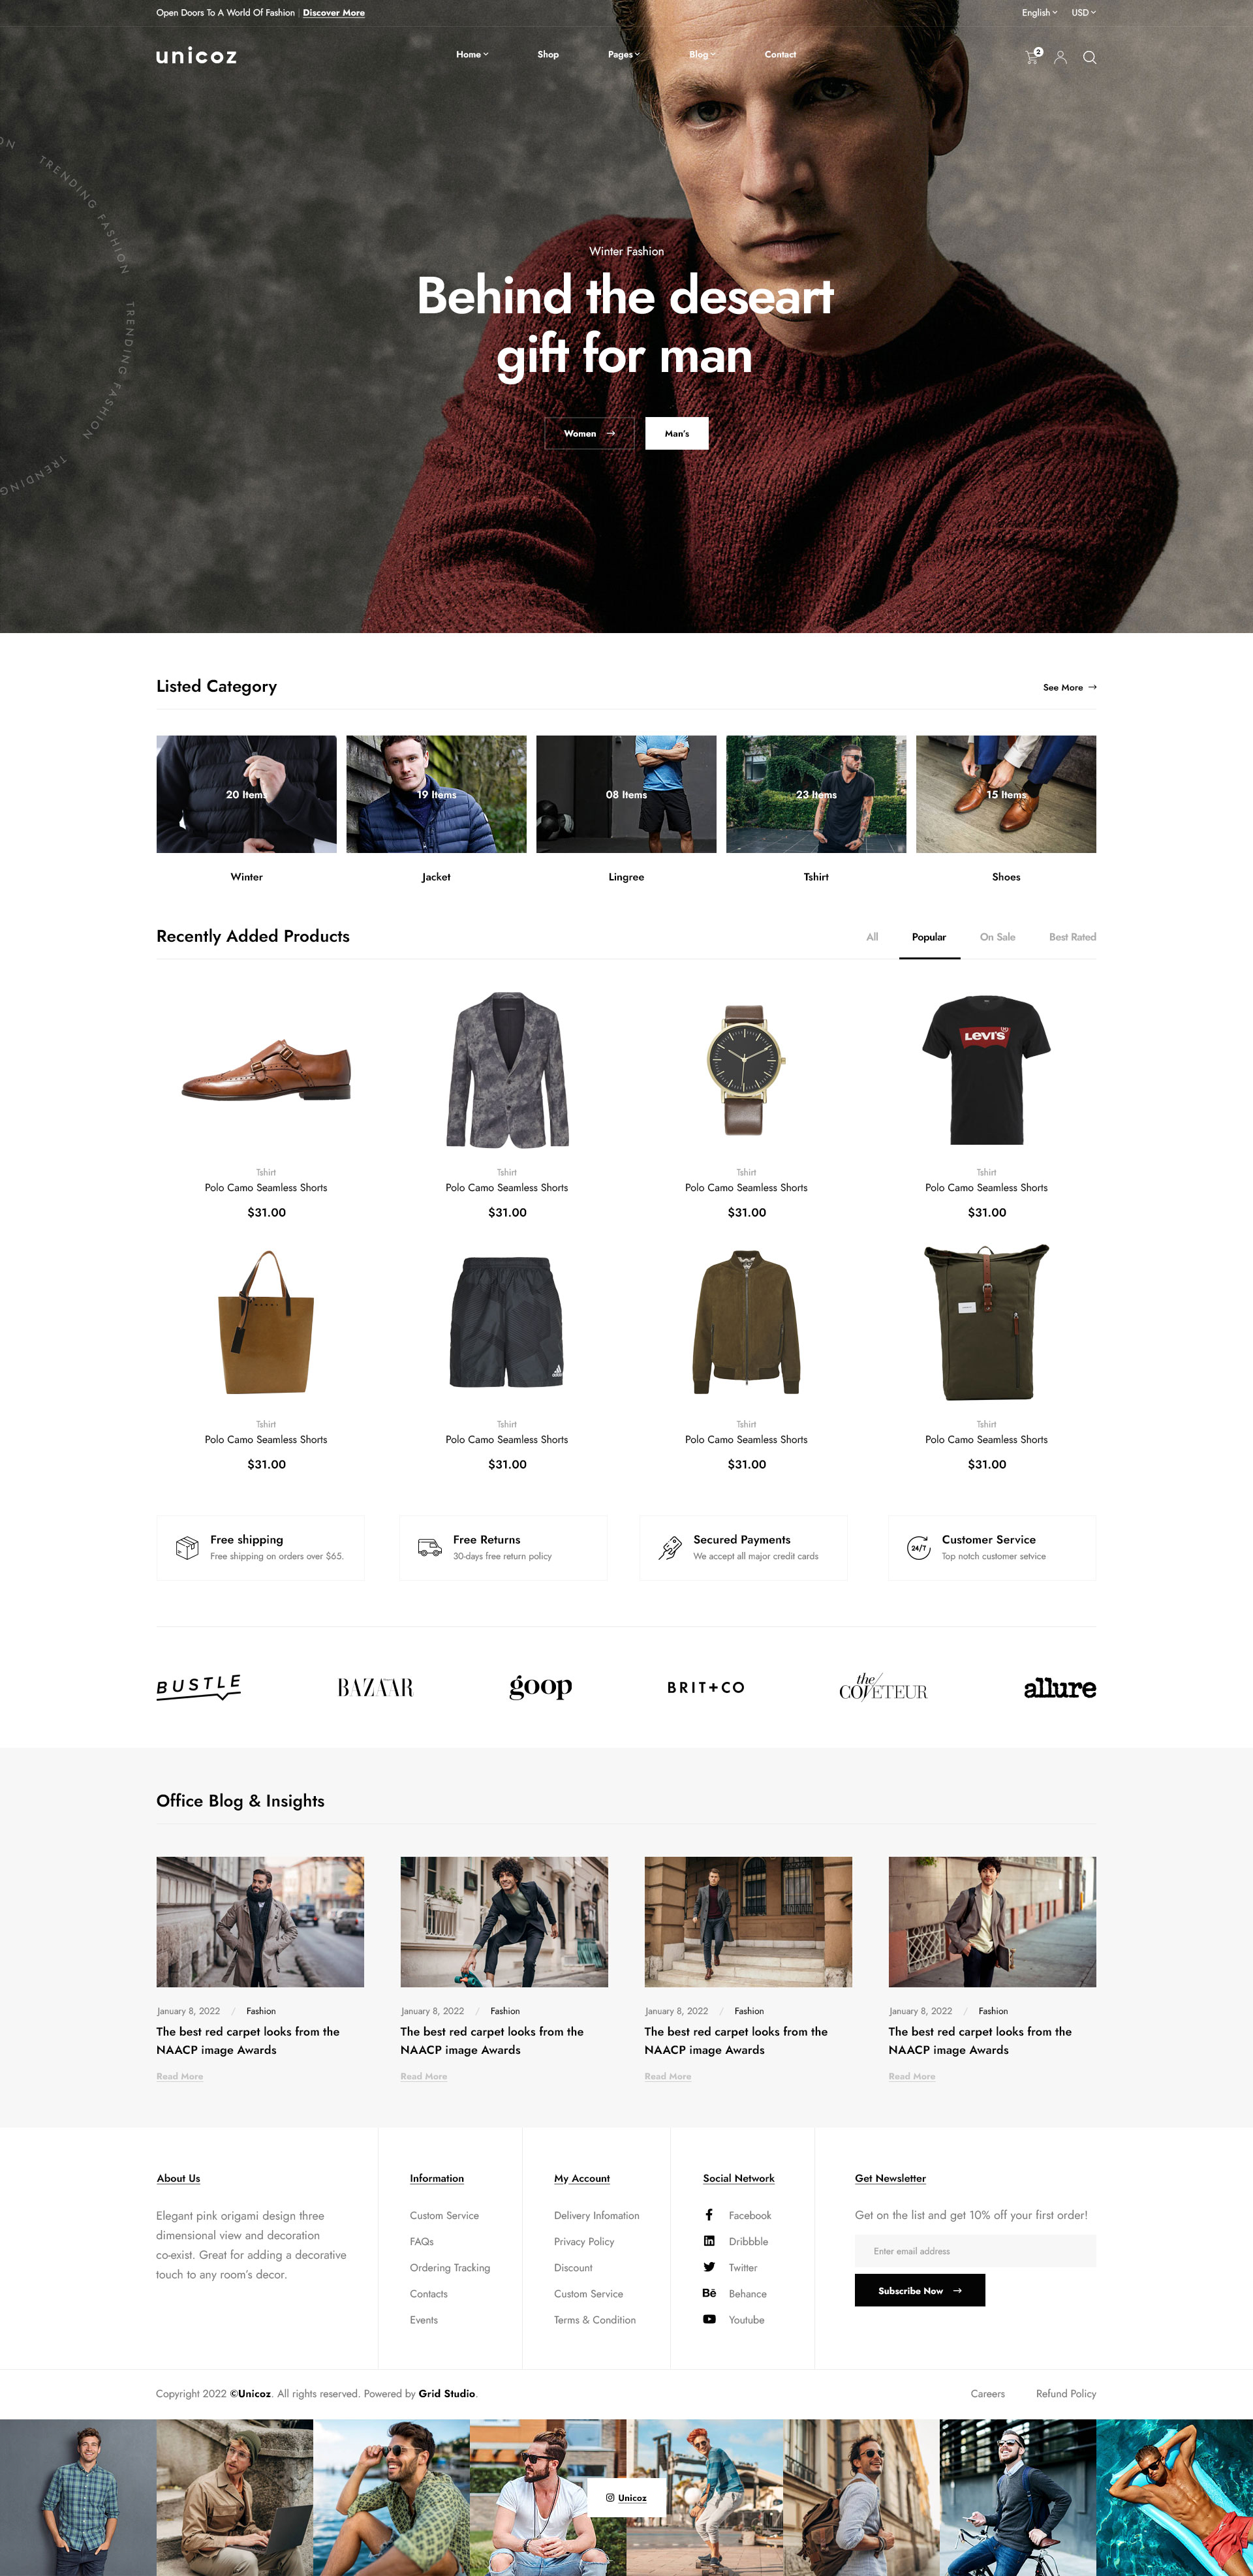 Open Doors To A World Of Fashion | Discover More
English
USD
unicoz
Home
Shop
Pages
Blog
Contact
2
ON TRENDING FASHION TRENDING FASHION TRENDING
Winter Fashion
Behind the deseart
gift for man
Women
Man's
Listed Category
See More
20 Items
19 Items
08 Items
23 Items
15 Items
Winter
Jacket
Lingree
Tshirt
Shoes
Recently Added Products
All
Popular
On Sale
Best Rated
LEVI'S
Tshirt
Tshirt
Tshirt
Tshirt
Polo Camo Seamless Shorts
Polo Camo Seamless Shorts
Polo Camo Seamless Shorts
Polo Camo Seamless Shorts
$31.00
$31.00
$31.00
$31.00
MARNI
adidas
Tshirt
Tshirt
Tshirt
Tshirt
Polo Camo Seamless Shorts
Polo Camo Seamless Shorts
Polo Camo Seamless Shorts
Polo Camo Seamless Shorts
$31.00
$31.00
$31.00
$31.00
Free shipping
Free shipping on orders over $65.
Free Returns
30-days free return policy
Secured Payments
We accept all major credit cards
24/7
Customer Service
Top notch customer setvice
BUSTLE
BAZAAR
goop
BRIT+CO
the
COVETEUR
allure
Office Blog & Insights
January 8, 2022 / Fashion
The best red carpet looks from the
NAACP image Awards
Read More
January 8, 2022 / Fashion
The best red carpet looks from the
NAACP image Awards
Read More
January 8, 2022 / Fashion
The best red carpet looks from the
NAACP image Awards
Read More
January 8, 2022 / Fashion
The best red carpet looks from the
NAACP image Awards
Read More
About Us
Elegant pink origami design three
dimensional view and decoration
co-exist. Great for adding a decorative
touch to any room's decor.
Information
Custom Service
FAQs
Ordering Tracking
Contacts
Events
My Account
Delivery Infomation
Privacy Policy
Discount
Custom Service
Terms & Condition
Social Network
Facebook
Dribbble
Twitter
Bē Behance
Youtube
Get Newsletter
Get on the list and get 10% off your first order!
Enter email address
Subscribe Now
Copyright 2022 ©Unicoz. All rights reserved. Powered by Grid Studio.
Careers
Refund Policy
Unicoz